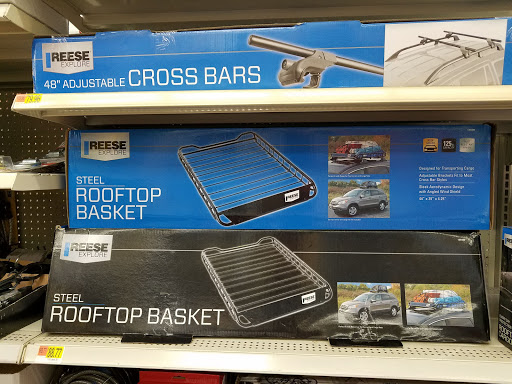 REESE
EXPLORE
48" ADJUSTABLE CROSS BARS
REESE
EXPLORE
STEEL
ROOFTOP
BASKET
REESE
125
Designed for Transporting Cargo
Adjustable Brackets Fit to Most
Cross Bar Styles
Steel Aerodynamic Design
with Angled Wind Shield
REESE
EXPLORE
STEEL
ROOFTOP BASKET
REESE